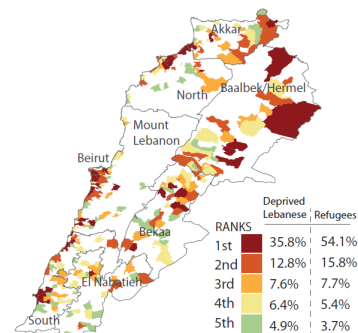 Akkar
North
Baalbek/Hermel
Mount
Lebanon
Beirut
Bekaa
El Nabatieh
South
Deprived
Lebanese Refugees
RANKS
1st 35.8% 54.1%
2nd 12.8% 15.8%
3rd 7.6% 7.7%
4th 6.4% 5.4%
5th 4.9% 3.7%